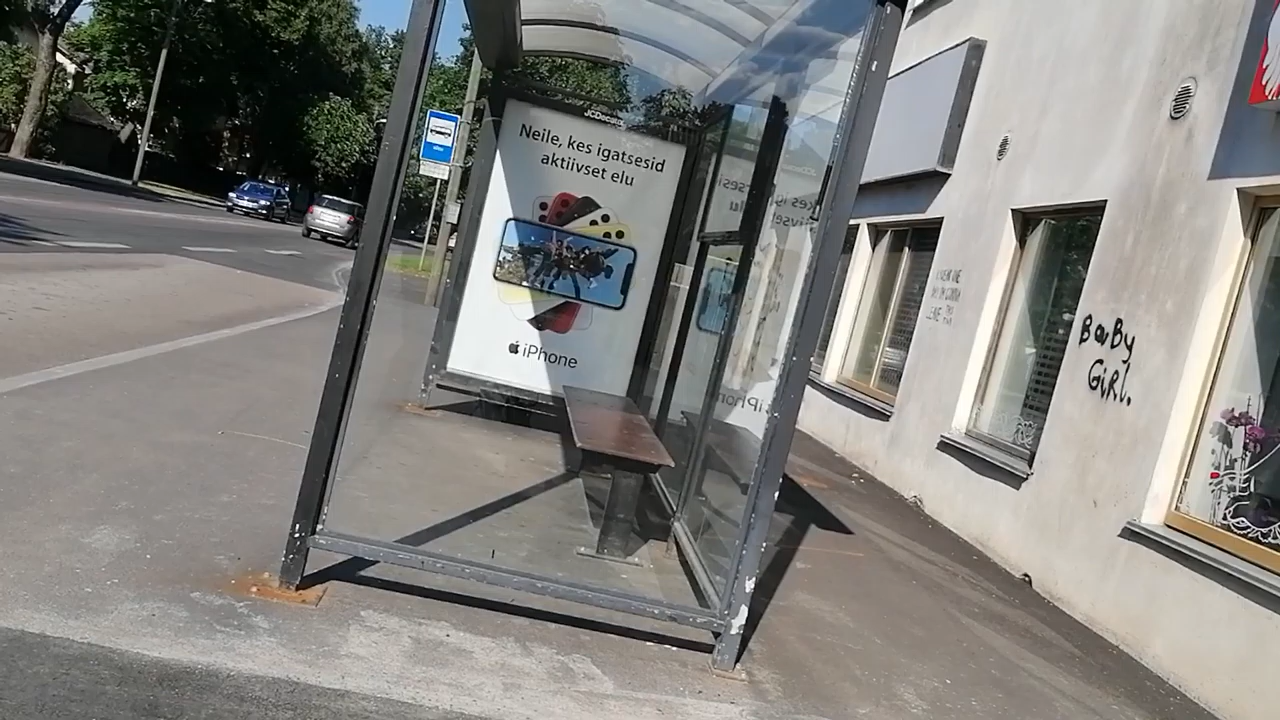 JCDecaux
Neile, kes igatsesid
aktiivset elu
iPhone
BaBy
GiRL.